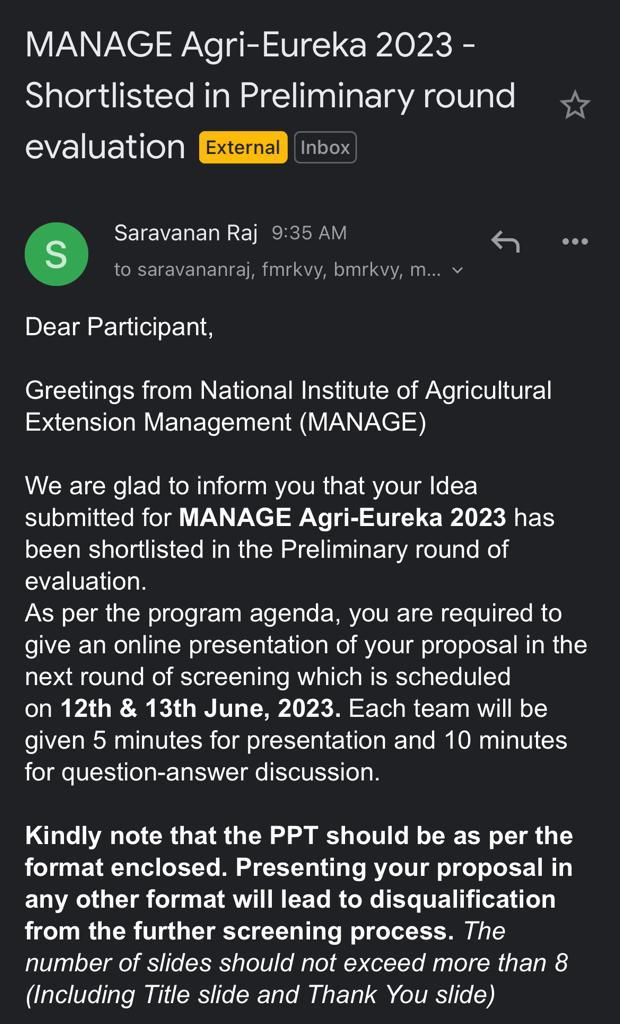 MANAGE Agri-Eureka 2023 -
Shortlisted in Preliminary round
evaluation External Inbox
S
Saravanan Raj 9:35 AM
to saravananraj, fmrkvy, bmrkvy, m...
Dear Participant,
Greetings from National Institute of Agricultural
Extension Management (MANAGE)
We are glad to inform you that your Idea
submitted for MANAGE Agri-Eureka 2023 has
been shortlisted in the Preliminary round of
evaluation.
As per the program agenda, you are required to
give an online presentation of your proposal in the
next round of screening which is scheduled
on 12th & 13th June, 2023. Each team will be
given 5 minutes for presentation and 10 minutes
for question-answer discussion.
Kindly note that the PPT should be as per the
format enclosed. Presenting your proposal in
any other format will lead to disqualification
from the further screening process. The
number of slides should not exceed more than 8
(Including Title slide and Thank You slide)